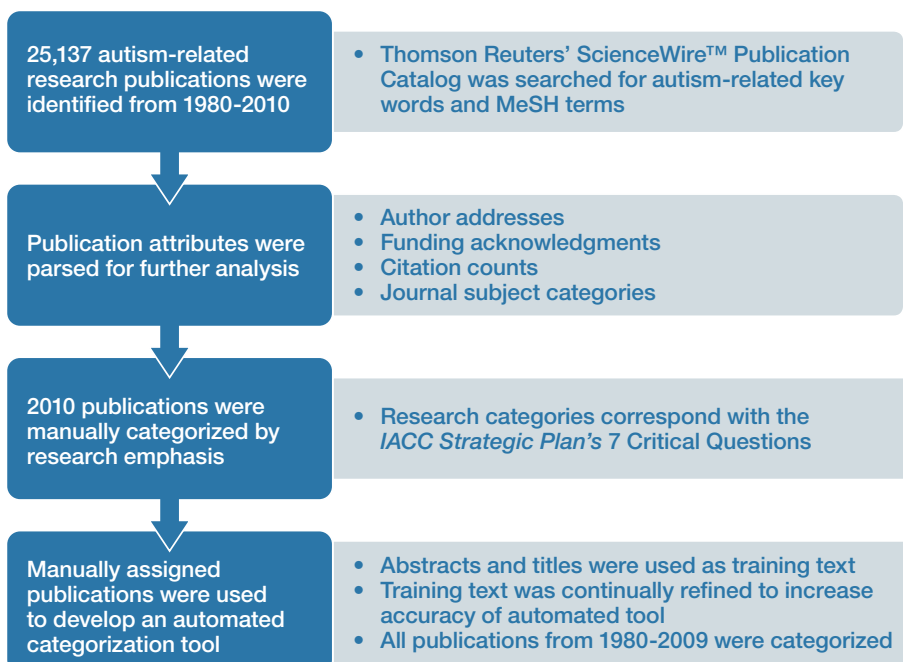 25,137 autism-related
research publications were
identified from 1980-2010
• Thomson Reuters’ ScienceWire™ Publication
Catalog was searched for autism-related key
words and MeSH terms
Publication attributes were
parsed for further analysis
• Author addresses
• Funding acknowledgments
• Citation counts
• Journal subject categories
2010 publications were
manually categorized by
research emphasis
• Research categories correspond with the
IACC Strategic Plan’s 7 Critical Questions
Manually assigned
publications were used
to develop an automated
categorization tool
• Abstracts and titles were used as training text
• Training text was continually refined to increase
accuracy of automated tool
• All publications from 1980-2009 were categorized